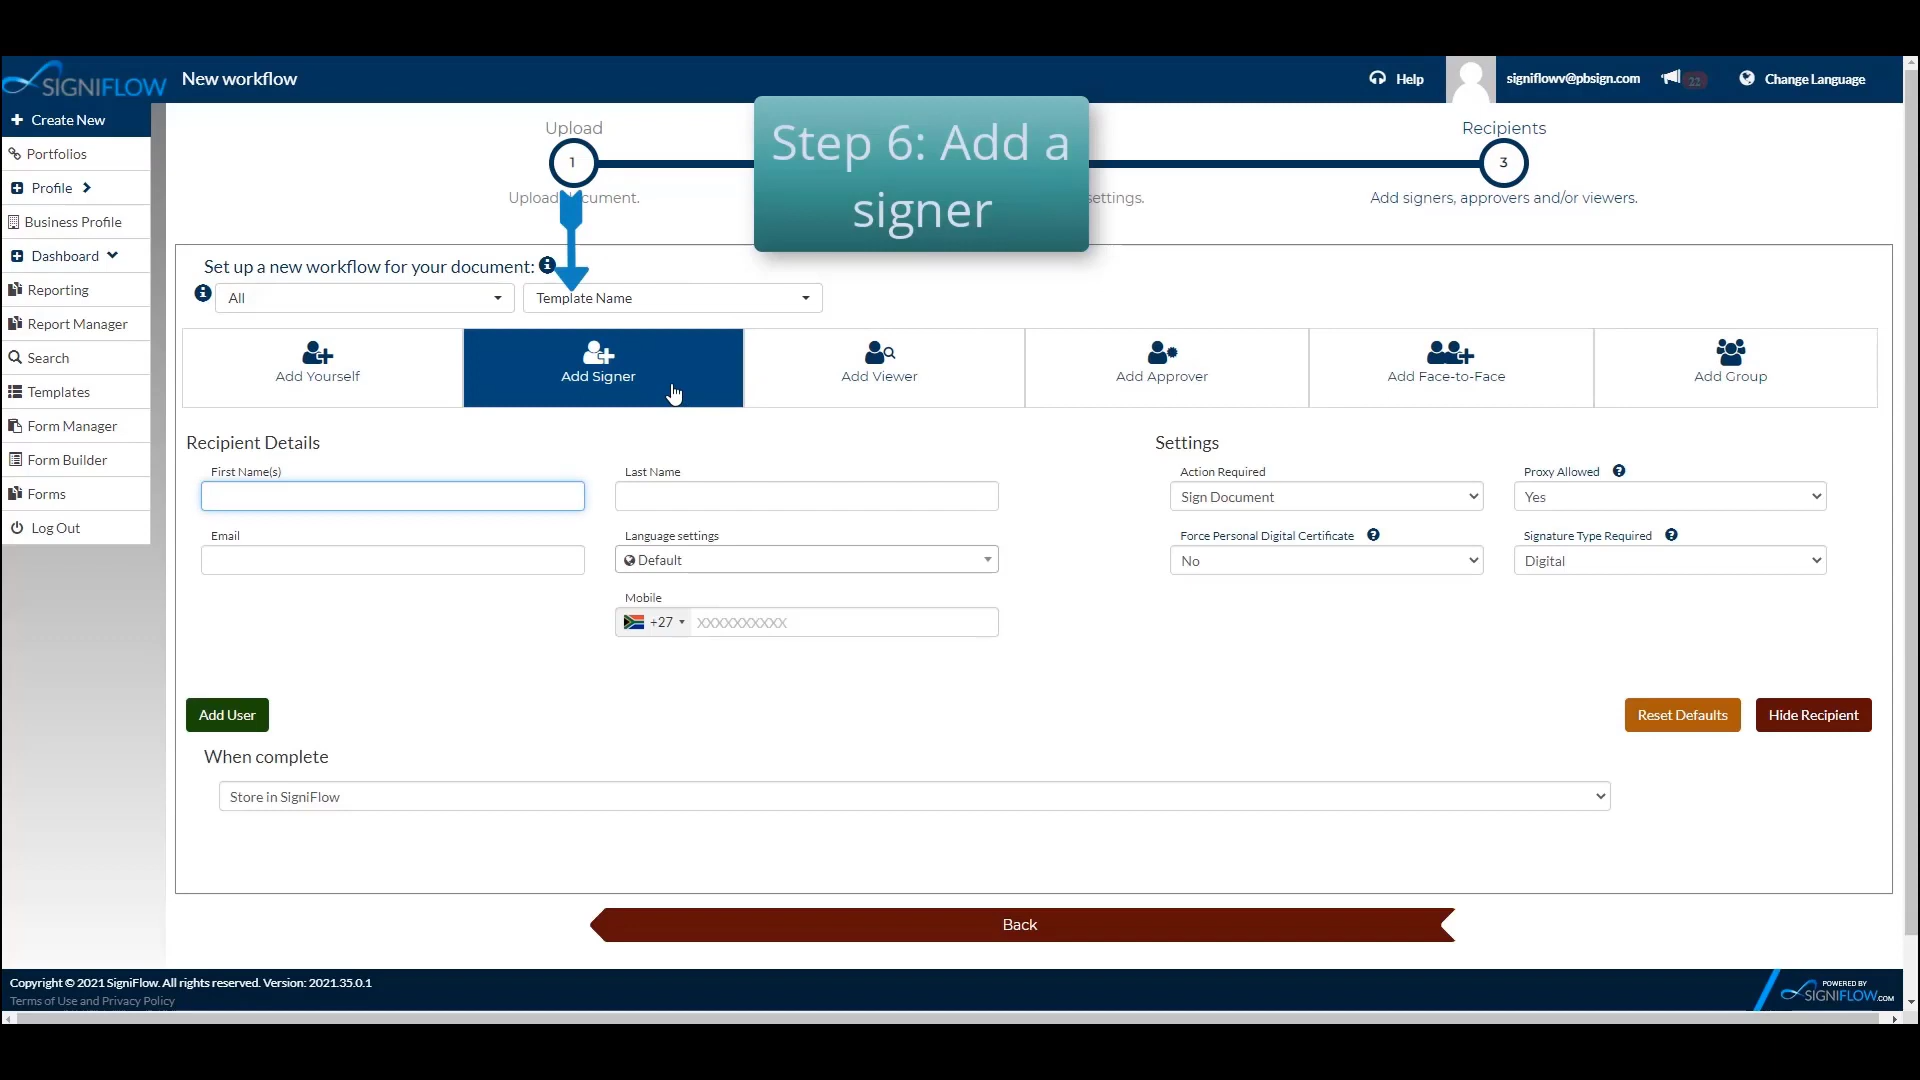 SIGNIFLOW
New workflow
Help
signiflowv@pbsign.com
22
Change Language
Create New
Portfolios
Profile
Business Profile
Dashboard
Reporting
Report Manager
Search
Templates
Form Manager
Form Builder
Forms
Log Out
Upload
1
Step 6: Add a
signer
Recipients
3
settings.
Add signers, approvers and/or viewers.
Set up a new workflow for your document:
All
Template Name
Add Yourself
Add Signer
Add Viewer
Add Approver
Add Face-to-Face
Add Group
Recipient Details
Settings
First Name(s)
Last Name
Action Required
Proxy Allowed
Sign Document
Yes
Email
Language settings
Force Personal Digital Certificate
Signature Type Required
Default
No
Digital
Mobile
+27
XXXXXXXXXX
Add User
Reset Defaults
Hide Recipient
When complete
Store in SigniFlow
Back
Copyright © 2021 SigniFlow. All rights reserved. Version: 2021.35.0.1
Terms of Use and Privacy Policy
POWERED BY
SIGNIFLOW.COM